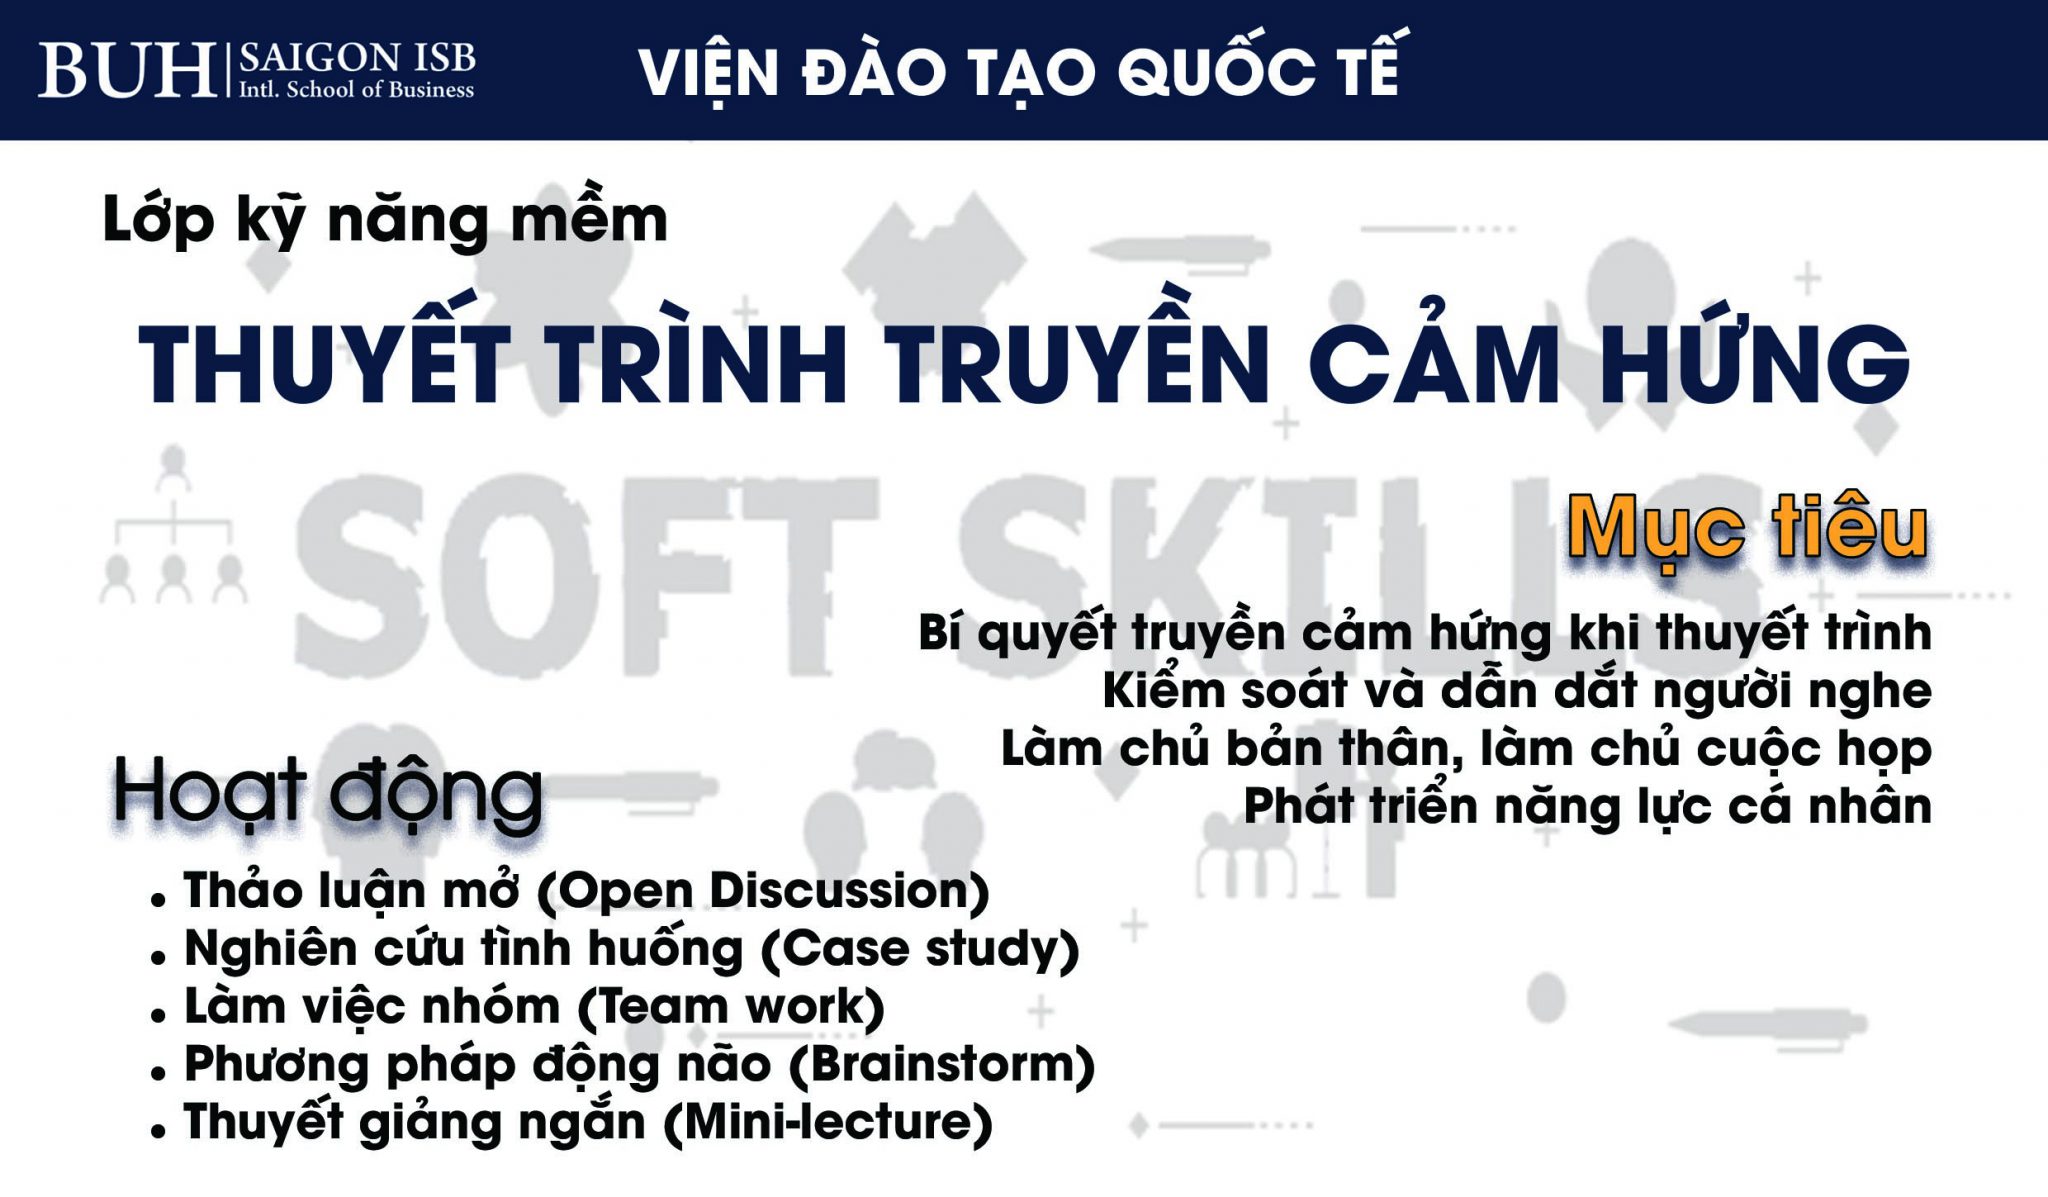 BUH SAIGON ISB
Intl. School of Business
VIỆN ĐÀO TẠO QUỐC TẾ
Lớp kỹ năng mềm
THUYẾT TRÌNH TRUYỀN CẢM HỨNG
SOFT SKILLS
Mục tiêu
Bí quyết truyền cảm hứng khi thuyết trình
Kiểm soát và dẫn dắt người nghe
Làm chủ bản thân, làm chủ cuộc họp
Phát triển năng lực cá nhân
Hoạt động
• Thảo luận mở (Open Discussion)
• Nghiên cứu tình huống (Case study)
• Làm việc nhóm (Team work)
• Phương pháp động não (Brainstorm)
• Thuyết giảng ngắn (Mini-lecture)